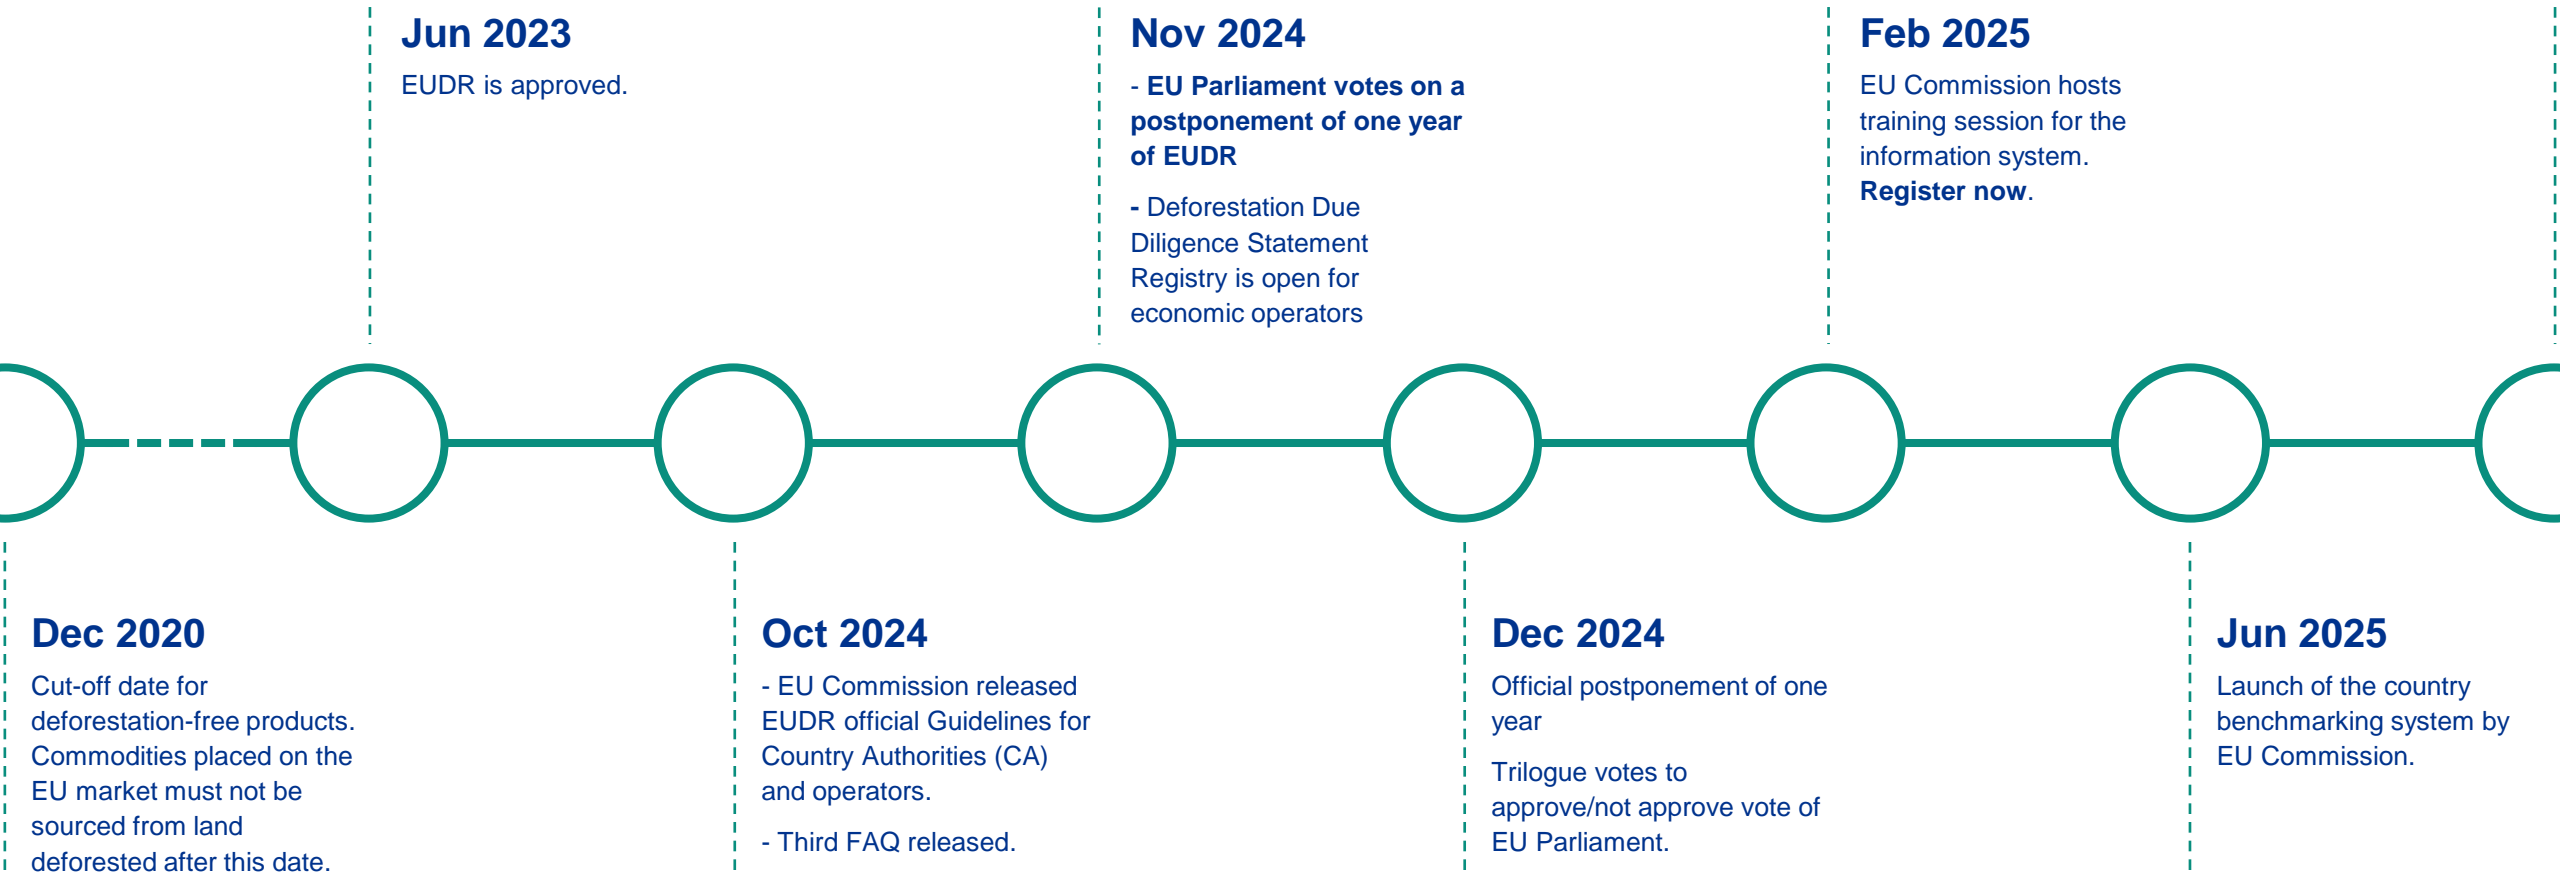 Jun 2023
EUDR is approved.
Nov 2024
- EU Parliament votes on a
postponement of one year
of EUDR
- Deforestation Due
Diligence Statement
Registry is open for
economic operators
Feb 2025
EU Commission hosts
training session for the
information system.
Register now.
Dec 2020
Cut-off date for
deforestation-free products.
Commodities placed on the
EU market must not be
sourced from land
deforested after this date.
Oct 2024
- EU Commission released
EUDR official Guidelines for
Country Authorities (CA)
and operators.
- Third FAQ released.
Dec 2024
Official postponement of one
year
Trilogue votes to
approve/not approve vote of
EU Parliament.
Jun 2025
Launch of the country
benchmarking system by
EU Commission.